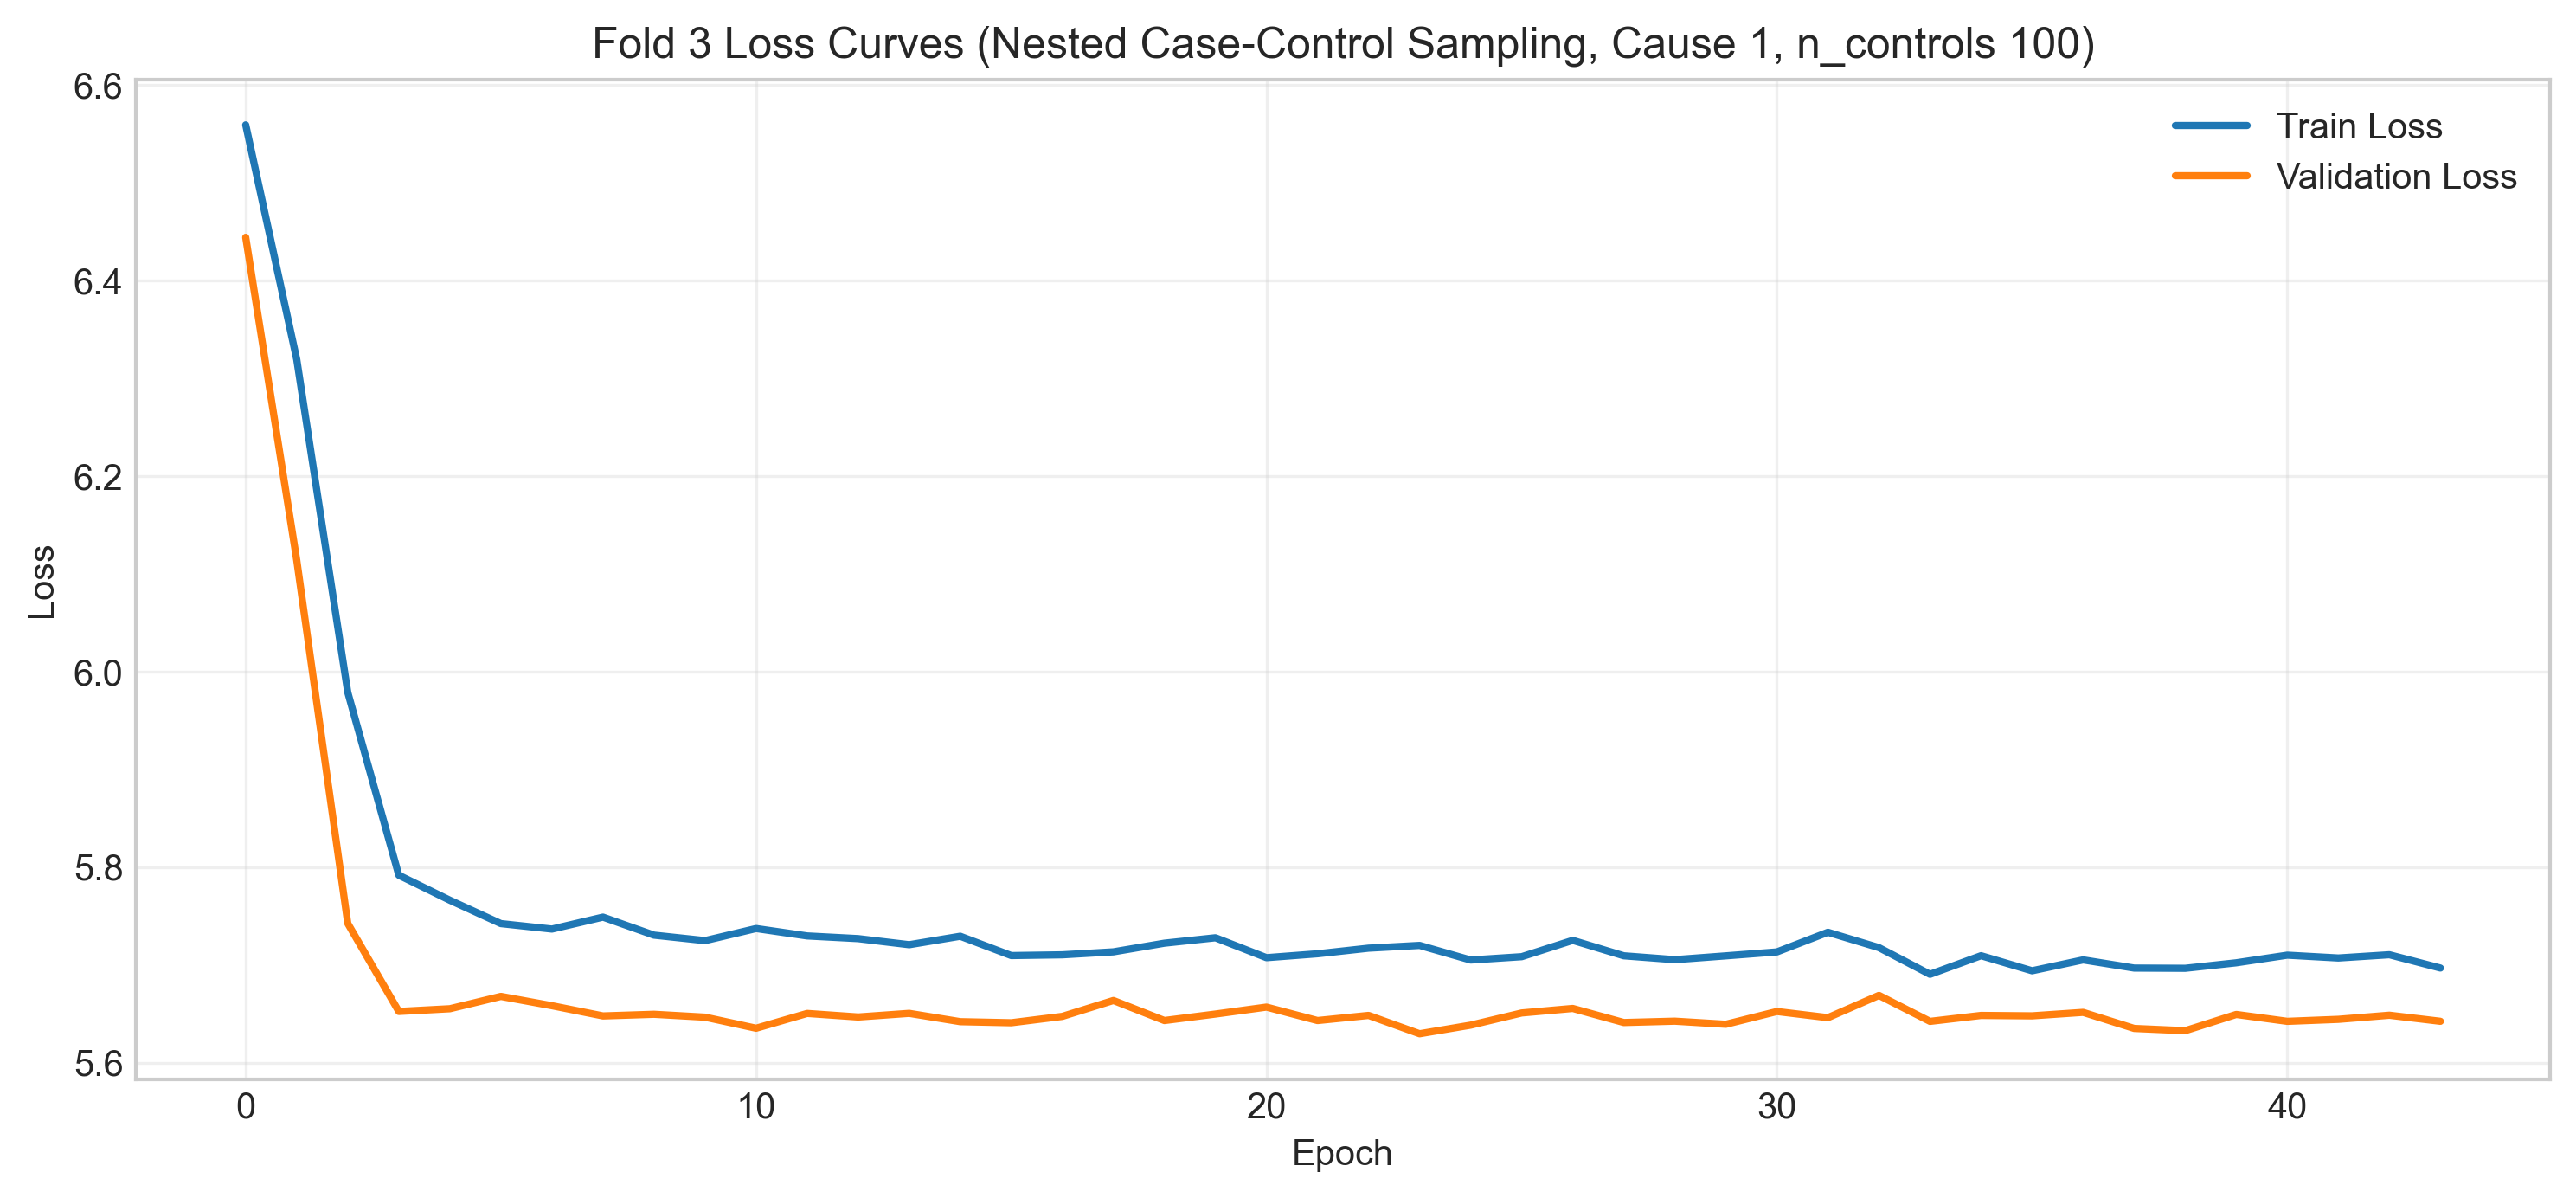 Fold 3 Loss Curves (Nested Case-Control Sampling, Cause 1, n_controls 100)
Train Loss
Validation Loss
Loss
6.6
6.4
6.2
6.0
5.8
5.6
0 10 20 30 40
Epoch